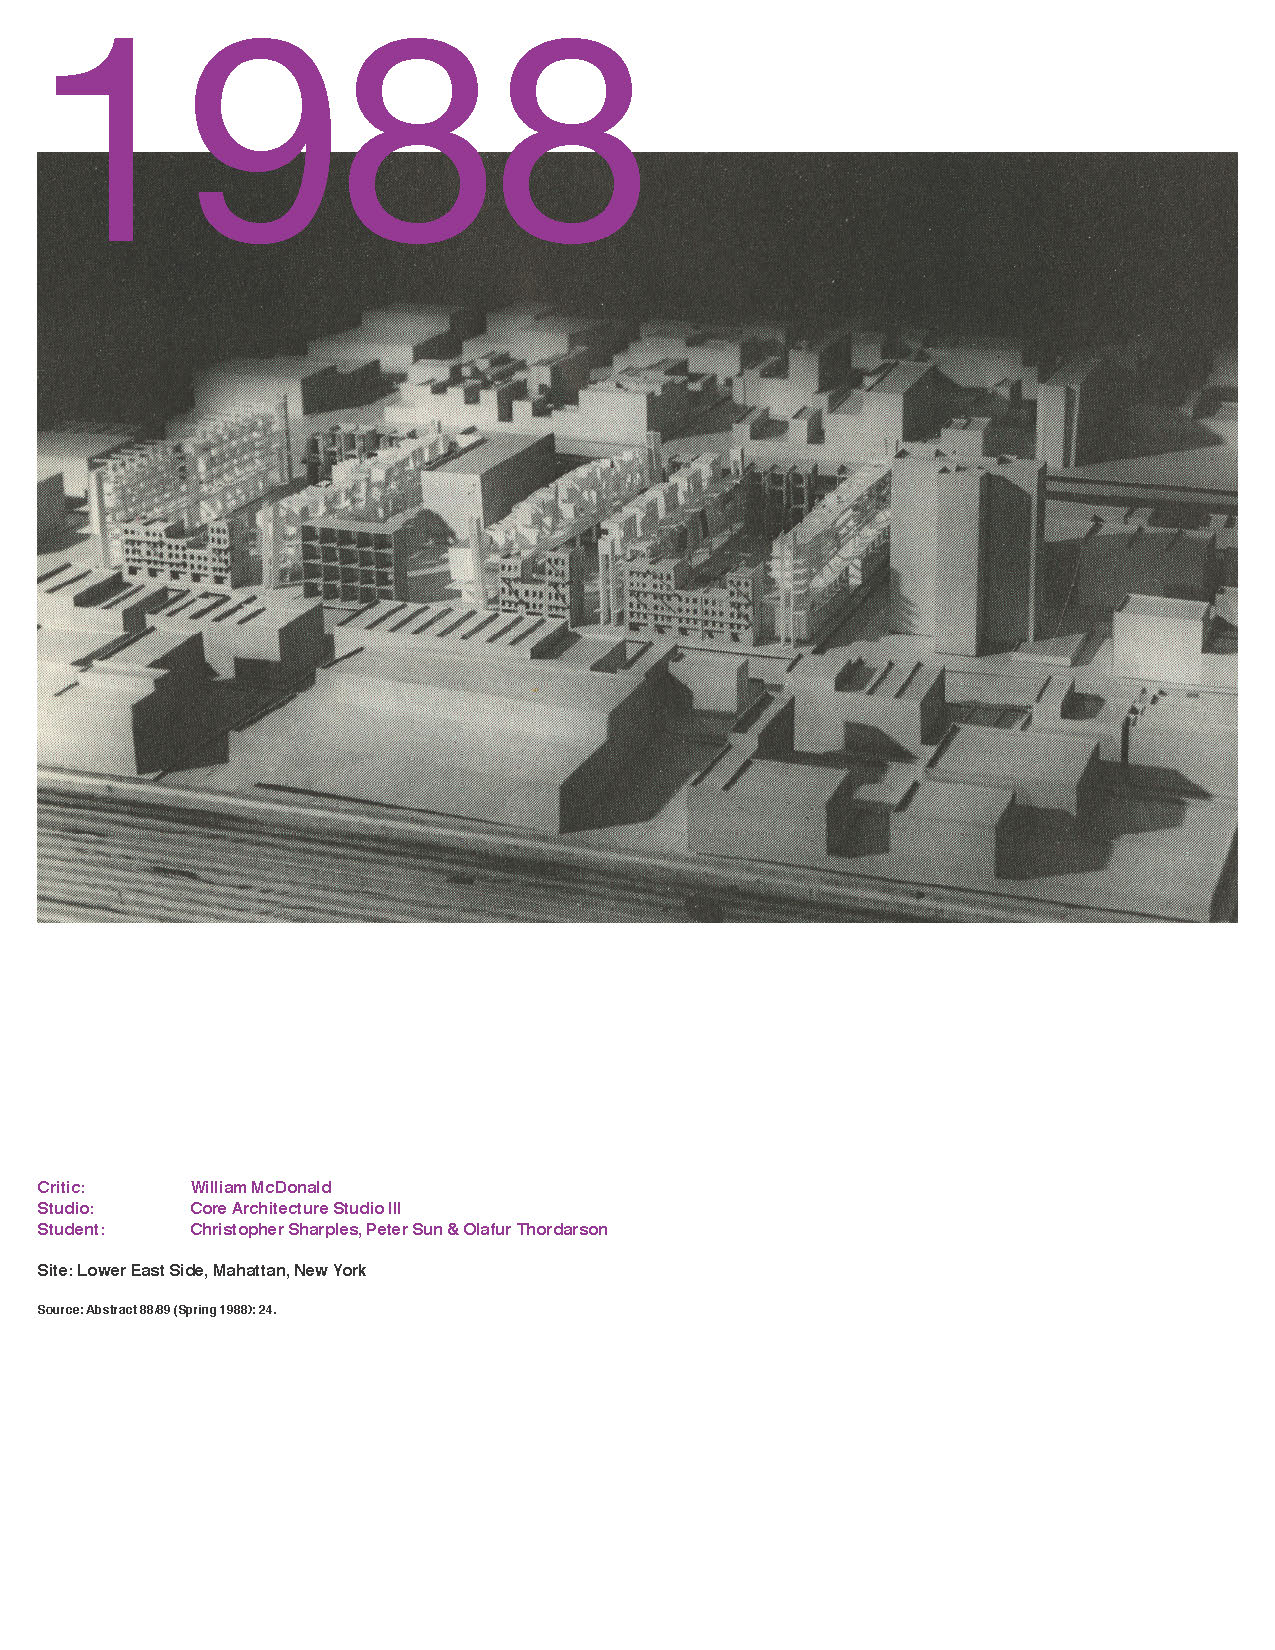 1988
Critic: William McDonald
Studio: Core Architecture Studio III
Student: Christopher Sharples, Peter Sun & Olafur Thordarson
Site: Lower East Side, Mahattan, New York
Source: Abstract 88/89 (Spring 1988): 24.